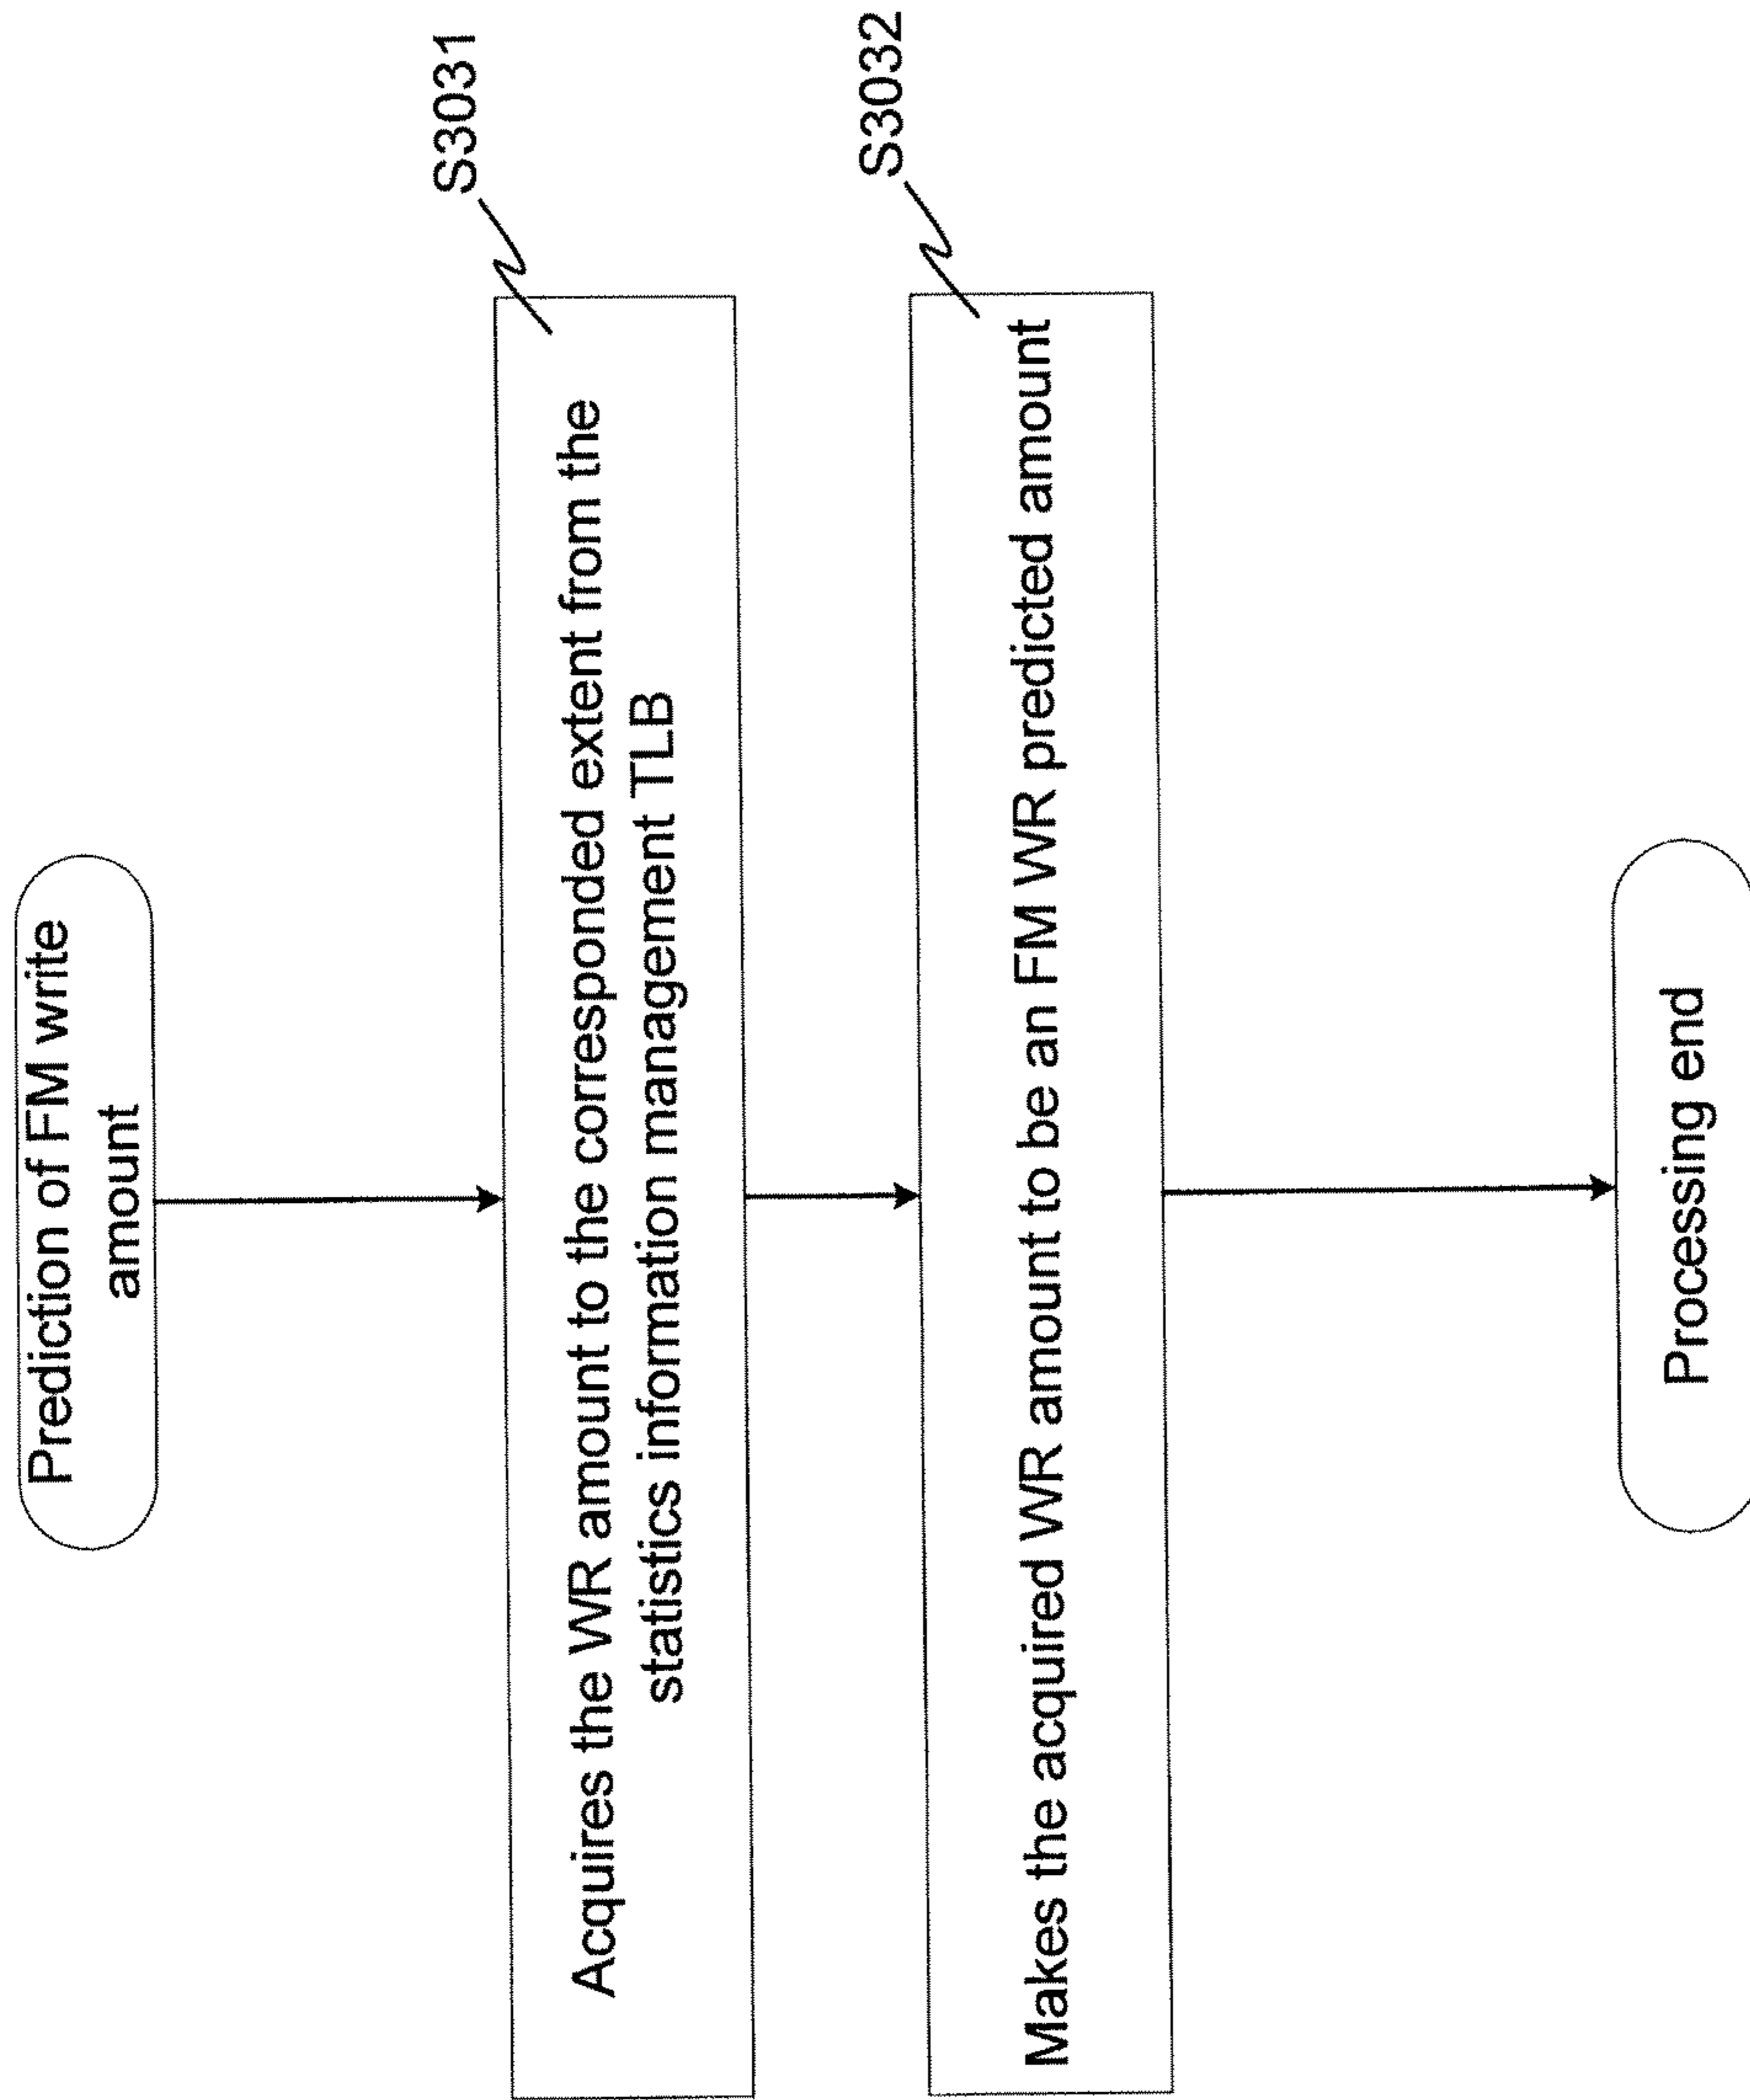 Prediction of FM write
amount
S3031
Acquires the WR amount to the corresponded extent from the
statistics information management TLB
S3032
Makes the acquired WR amount to be an FM WR predicted amount
Processing end